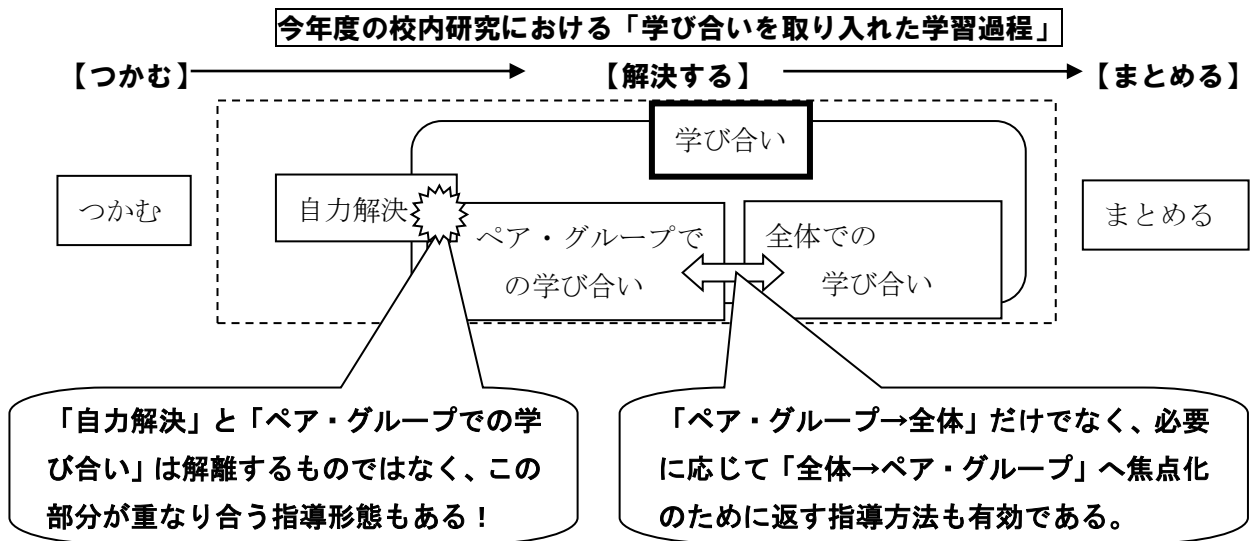 今年度の校内研究における「学び合いを取り入れた学習過程」
【つかむ】
【解決する】
【まとめる】
学び合い
つかむ
自力解決
ペア・グループで
の学び合い
全体での
学び合い
まとめる
「自力解決」と「ペア・グループでの学
び合い」は解離するものではなく、この
部分が重なり合う指導形態もある！
「ペア・グループ→全体」だけでなく、必要
に応じて「全体→ペア・グループ」へ焦点化
のために返す指導方法も有効である。